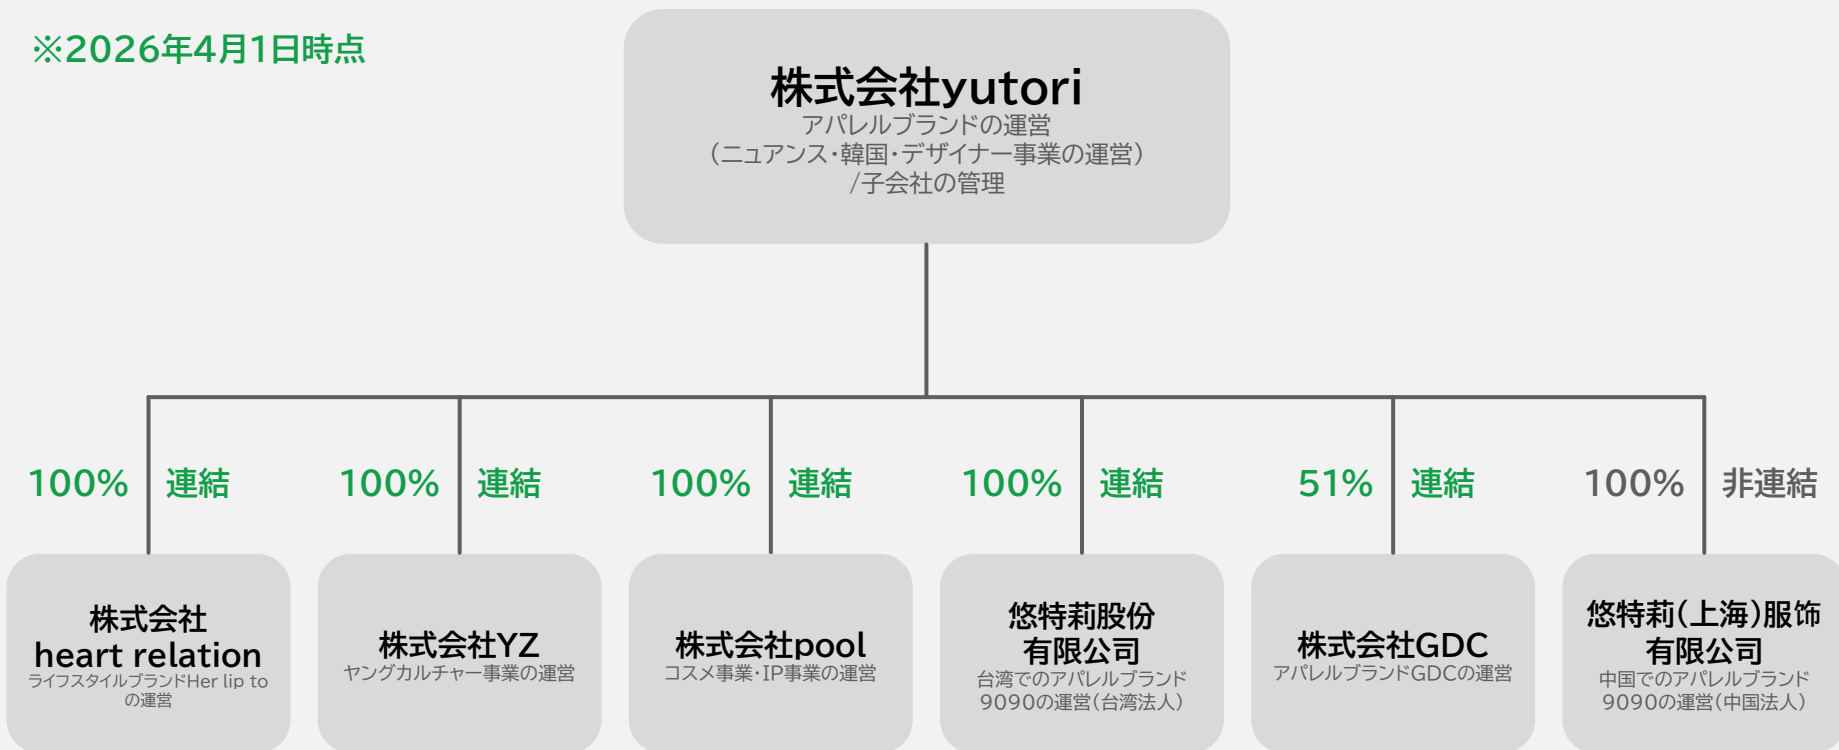 ※2026年4月1日時点
株式会社yutori
アパレルブランドの運営
（ニュアンス・韓国・デザイナー事業の運営）
/子会社の管理
100%
連結
100%
連結
100%
連結
100%
連結
51%
連結
100%
非連結
株式会社
heart relation
ライフスタイルブランドHer lip to
の運営
株式会社YZ
ヤングカルチャー事業の運営
株式会社pool
コスメ事業・IP事業の運営
悠特莉股份
有限公司
台湾でのアパレルブランド
9090の運営（台湾法人）
株式会社GDC
アパレルブランドGDCの運営
悠特莉（上海）服饰
有限公司
中国でのアパレルブランド
9090の運営（中国法人）